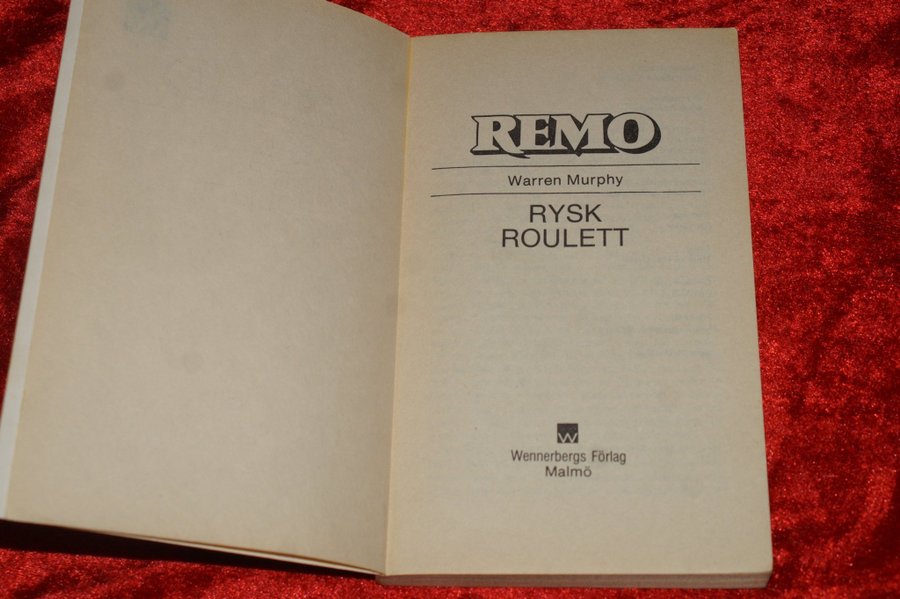 REMO
Warren Murphy
RYSK
ROULETT
W
Wennerbergs Förlag
Malmö